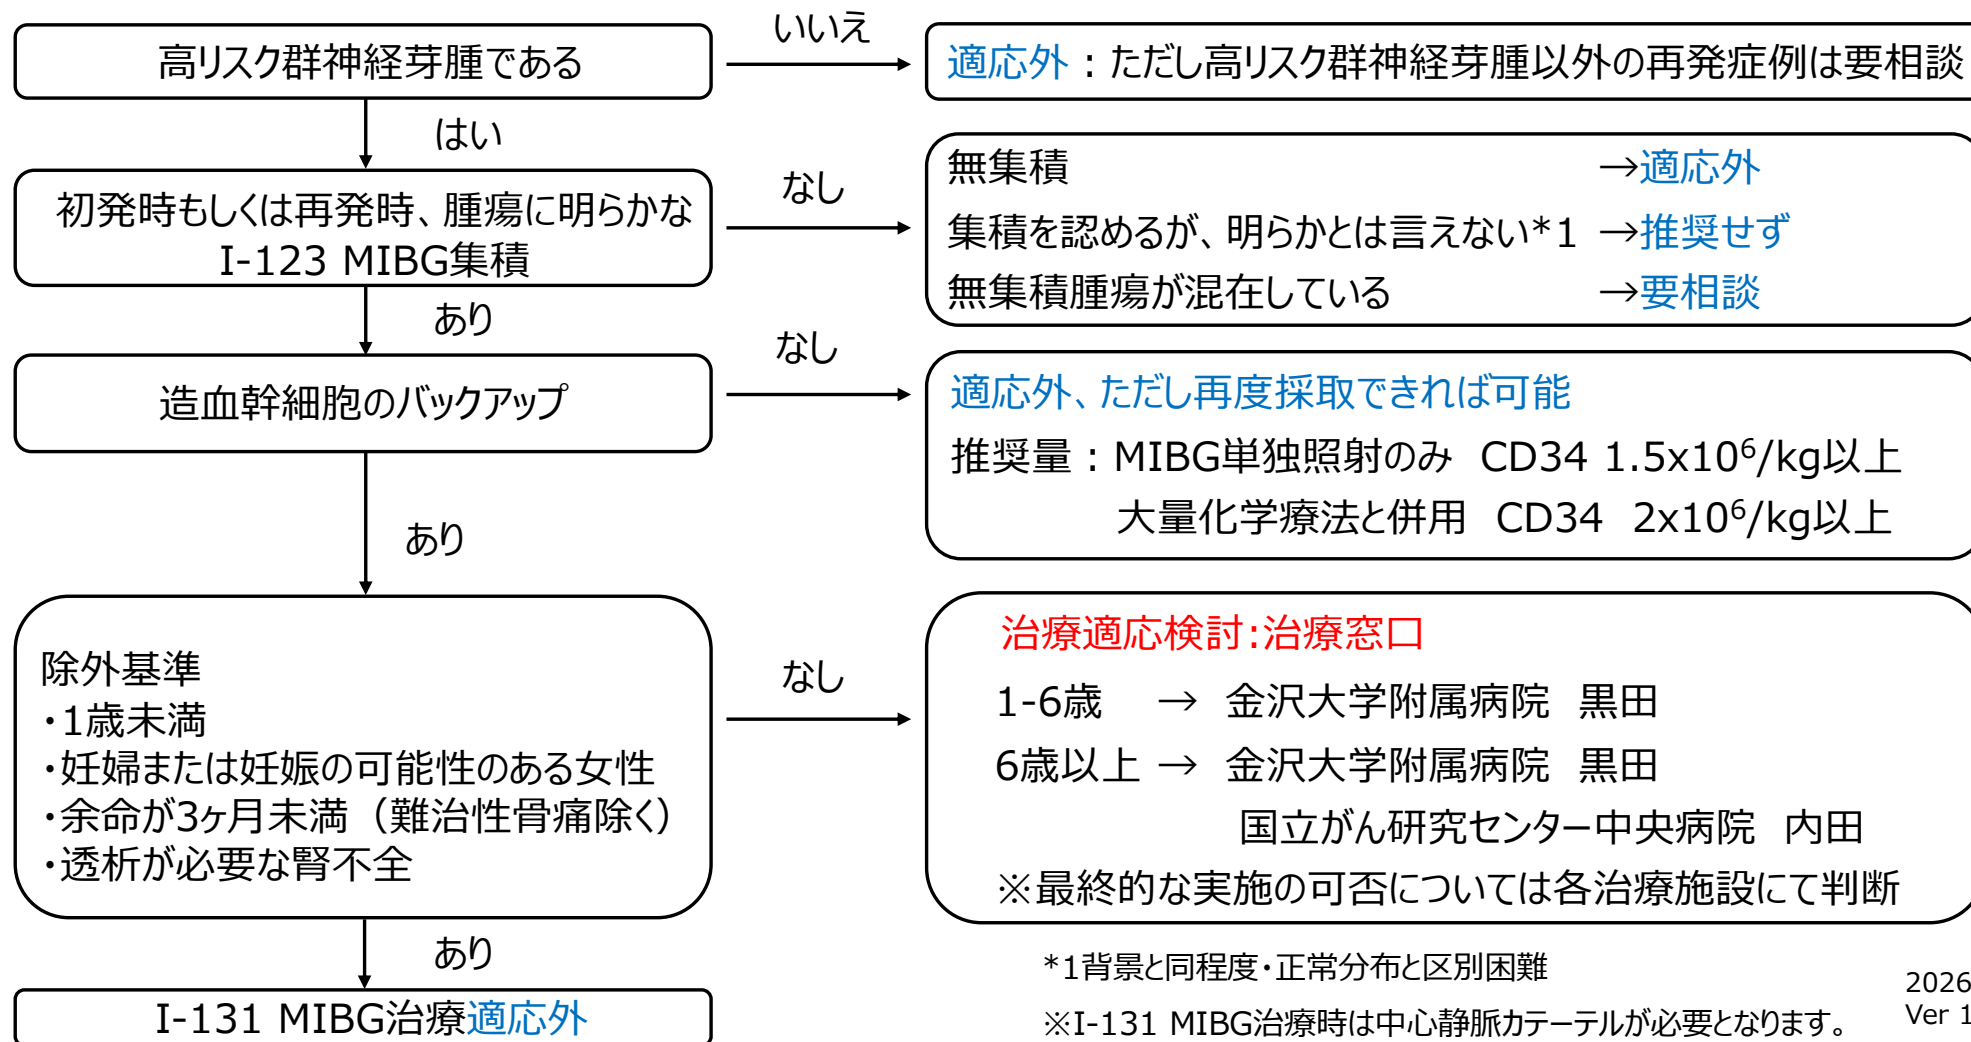 高リスク群神経芽腫である
いいえ
適応外：ただし高リスク群神経芽腫以外の再発症例は要相談
はい
初発時もしくは再発時、腫瘍に明らかな
I-123 MIBG集積
なし
無集積 →適応外
集積を認めるが、明らかとは言えない*1 →推奨せず
無集積腫瘍が混在している →要相談
あり
造血幹細胞のバックアップ
なし
適応外、ただし再度採取できれば可能
推奨量：MIBG単独照射のみ CD34 1.5x10⁶/kg以上
大量化学療法と併用 CD34 2x10⁶/kg以上
あり
除外基準
・1歳未満
・妊婦または妊娠の可能性のある女性
・余命が3ヶ月未満（難治性骨痛除く）
・透析が必要な腎不全
なし
治療適応検討:治療窓口
1-6歳 → 金沢大学附属病院 黒田
6歳以上 → 金沢大学附属病院 黒田
国立がん研究センター中央病院 内田
※最終的な実施の可否については各治療施設にて判断
あり
I-131 MIBG治療適応外
*1背景と同程度・正常分布と区別困難
※I-131 MIBG治療時は中心静脈カテーテルが必要となります。
2026
Ver 1